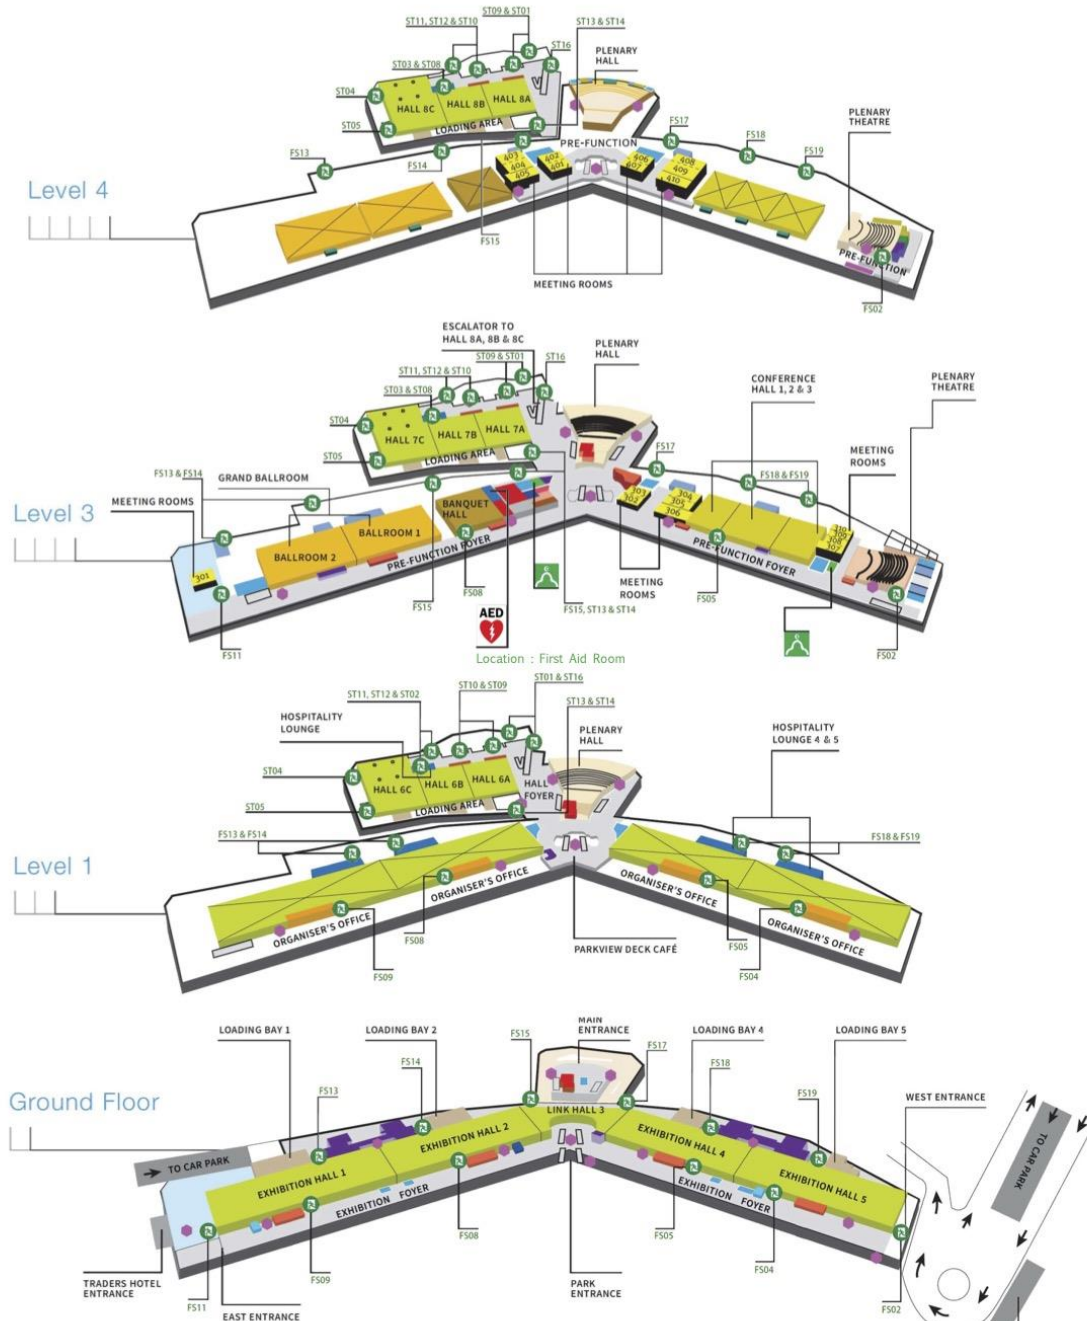 ST09 & ST01
ST11, ST12 & ST10
ST13 & ST14
PLENARY
HALL
ST16
ST03 & ST08
ST04
HALL 8C
HALL 8B
HALL 8A
LOADING AREA
ST05
PLENARY
THEATRE
FS17
FS18
FS19
FS13
FS14
PRE-FUNCTION
403
404
405
402
401
406
407
408
409
410
Level 4
FS15
PRE-FUNCTION
MEETING ROOMS
FS02
ESCALATOR TO
HALL 8A, 8B & 8C
PLENARY
HALL
ST09 & ST01
ST16
ST11, ST12 & ST10
ST03 & ST08
CONFERENCE
HALL 1, 2 & 3
PLENARY
THEATRE
ST04
HALL 7C
HALL 7B
HALL 7A
LOADING AREA
ST05
FS17
MEETING
ROOMS
FS13 & FS14
GRAND BALLROOM
FS18 & FS19
MEETING ROOMS
Level 3
BANQUET
HALL
BALLROOM 1
BALLROOM 2
PRE-FUNCTION FOYER
301
303
302
304
305
306
310
309
308
307
PRE-FUNCTION FOYER
MEETING
ROOMS
FS15
FS08
FS05
AED
FS15, ST13 & ST14
FS11
FS02
Location : First Aid Room
ST01 & ST16
ST10 & ST09
ST11, ST12 & ST02
ST13 & ST14
HOSPITALITY
LOUNGE
PLENARY
HALL
HOSPITALITY
LOUNGE 4 & 5
ST04
HALL 6C
HALL 6B
HALL 6A
HALL
FOYER
LOADING AREA
ST05
FS13 & FS14
FS18 & FS19
Level 1
ORGANISER'S OFFICE
ORGANISER'S OFFICE
ORGANISER'S OFFICE
ORGANISER'S OFFICE
FS08
FS05
PARKVIEW DECK CAFÉ
FS09
FS04
MAIN
ENTRANCE
LOADING BAY 1
LOADING BAY 2
FS15
LOADING BAY 4
LOADING BAY 5
FS14
FS17
FS18
FS13
FS19
WEST ENTRANCE
Ground Floor
LINK HALL 3
EXHIBITION HALL 2
EXHIBITION HALL 4
TO CAR PARK
TO CAR PARK
EXHIBITION HALL 1
EXHIBITION HALL 5
EXHIBITION FOYER
EXHIBITION FOYER
FS08
FS05
FS09
FS04
TRADERS HOTEL
ENTRANCE
PARK
ENTRANCE
FS11
FS02
EAST ENTRANCE